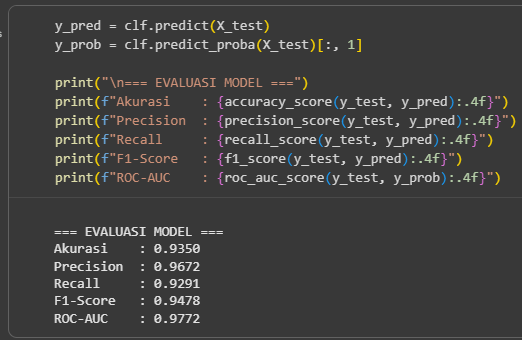 y_pred = clf.predict(X_test)
y_prob = clf.predict_proba(X_test)[:, 1]
print("\n=== EVALUASI MODEL ===")
print(f"Akurasi    : {accuracy_score(y_test, y_pred):.4f}")
print(f"Precision  : {precision_score(y_test, y_pred):.4f}")
print(f"Recall     : {recall_score(y_test, y_pred):.4f}")
print(f"F1-Score   : {f1_score(y_test, y_pred):.4f}")
print(f"ROC-AUC    : {roc_auc_score(y_test, y_prob):.4f}")
=== EVALUASI MODEL ===
Akurasi    : 0.9350
Precision  : 0.9672
Recall     : 0.9291
F1-Score   : 0.9478
ROC-AUC    : 0.9772